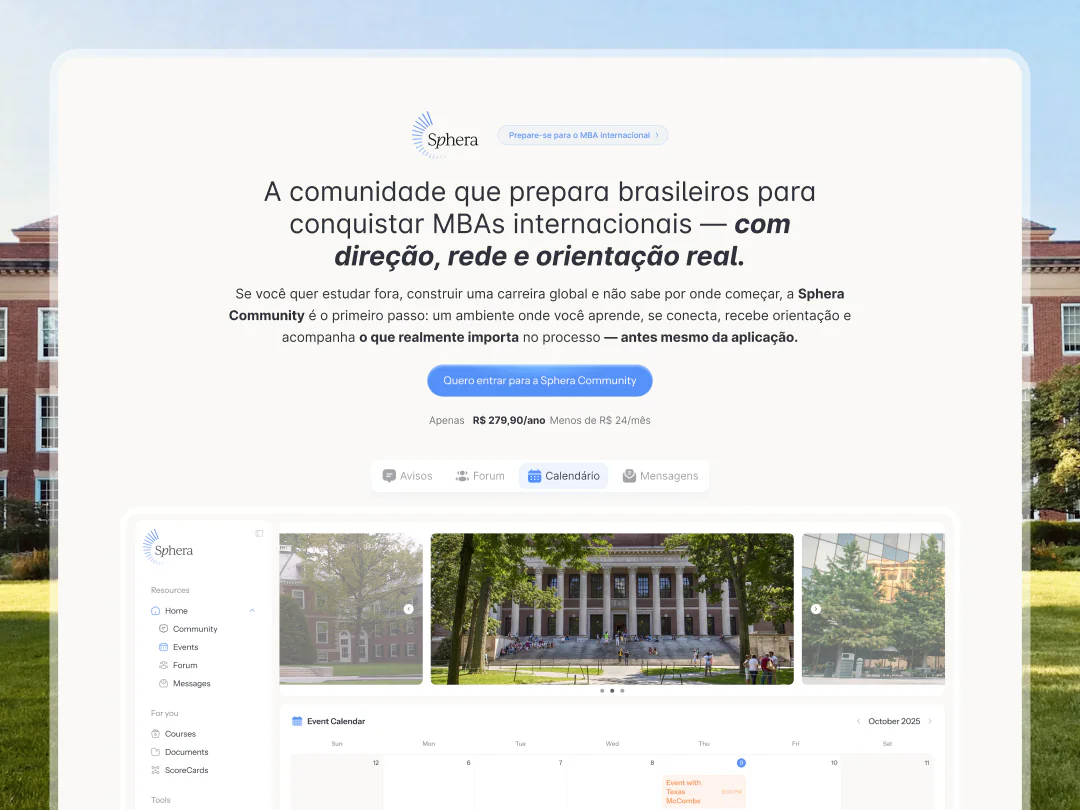 Sphera
Prepare-se para o MBA internacional
A comunidade que prepara brasileiros para
conquistar MBAs internacionais — com
direção, rede e orientação real.
Se você quer estudar fora, construir uma carreira global e não sabe por onde começar, a Sphera
Community é o primeiro passo: um ambiente onde você aprende, se conecta, recebe orientação e
acompanha o que realmente importa no processo — antes mesmo da aplicação.
Quero entrar para a Sphera Community
Apenas R$ 279,90/ano Menos de R$ 24/mês
Avisos Forum Calendário Mensagens
Sphera
Resources
Home
Community
Events
Forum
Messages
For you
Courses
Documents
ScoreCards
Tools
Event Calendar
October 2025
Sun Mon Tue Wed Thu Fri Sat
12 6 7 8 9 10 11
Event with
Texas
McCombs